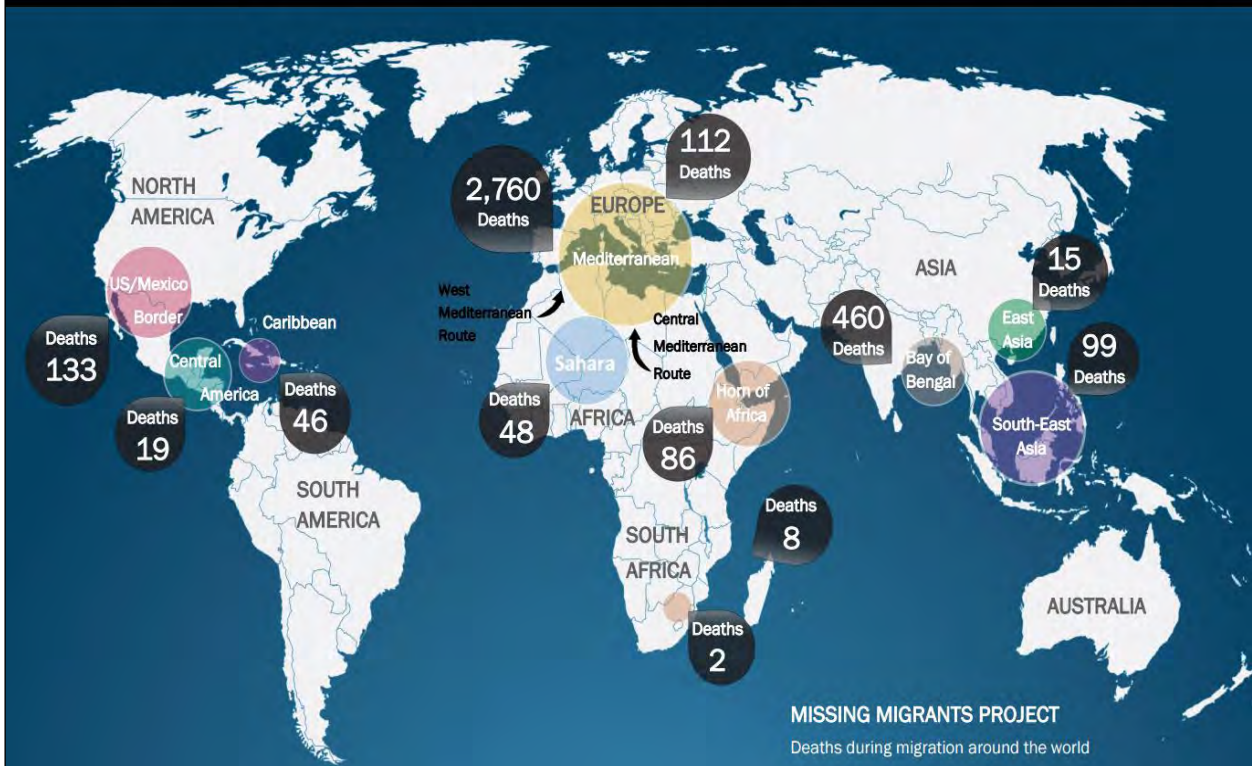 NORTH
AMERICA
US/Mexico
Border
Deaths
133
Central
America
Deaths
19
Caribbean
Deaths
46
SOUTH
AMERICA
2,760
Deaths
112
Deaths
EUROPE
Mediterranean
West
Mediterranean
Route
Central
Mediterranean
Route
Sahara
Deaths
48
AFRICA
Horn of
Africa
Deaths
86
SOUTH
AFRICA
Deaths
8
Deaths
2
ASIA
460
Deaths
Bay of
Bengal
15
Deaths
East
Asia
99
Deaths
South-East
Asia
AUSTRALIA
MISSING MIGRANTS PROJECT
Deaths during migration around the world